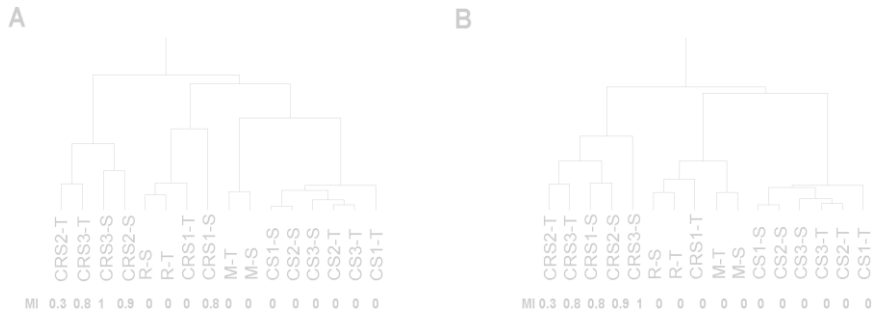 A B
CRS2-T CRS3-T CRS3-S CRS2-S R-S R-T CRS1-T CRS1-S M-T M-S CS1-S CS2-S CS3-S CS2-T CS3-T CS1-T
MI 0.3 0.8 1 0.9 0 0 0 0.8 0 0 0 0 0 0 0 0
CRS2-T CRS3-T CRS1-S CRS2-S CRS3-S R-S R-T CRS1-T M-T M-S CS1-S CS2-S CS3-S CS3-T CS2-T CS1-T
MI 0.3 0.8 0.8 0.9 1 0 0 0 0 0 0 0 0 0 0 0